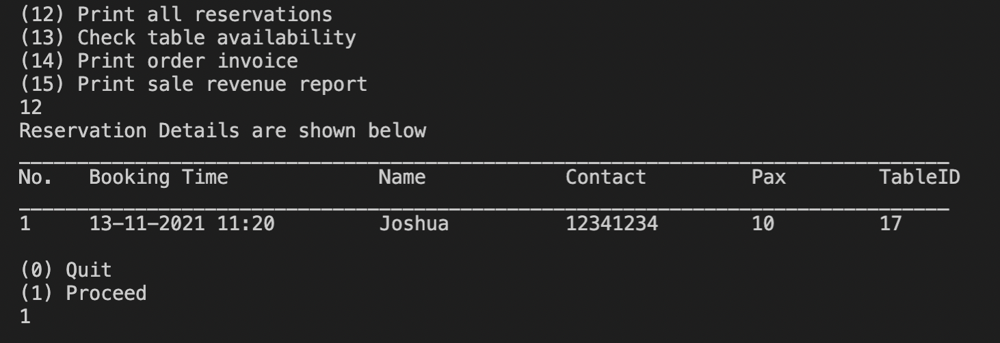 (12) Print all reservations
(13) Check table availability
(14) Print order invoice
(15) Print sale revenue report
12
Reservation Details are shown below
________________________________________________________________________________
No. Booking Time Name Contact Pax TableID
________________________________________________________________________________
1 13-11-2021 11:20 Joshua 12341234 10 17
(0) Quit
(1) Proceed
1